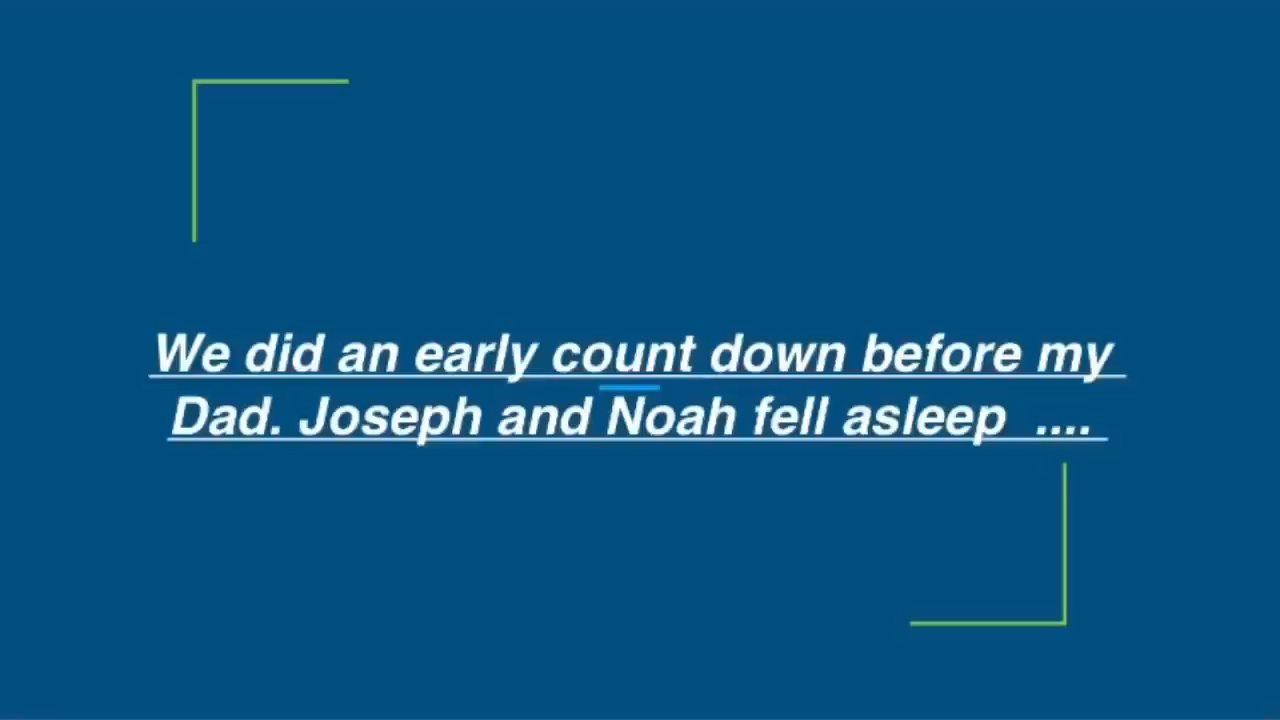 We did an early count down before my
Dad. Joseph and Noah fell asleep  ....